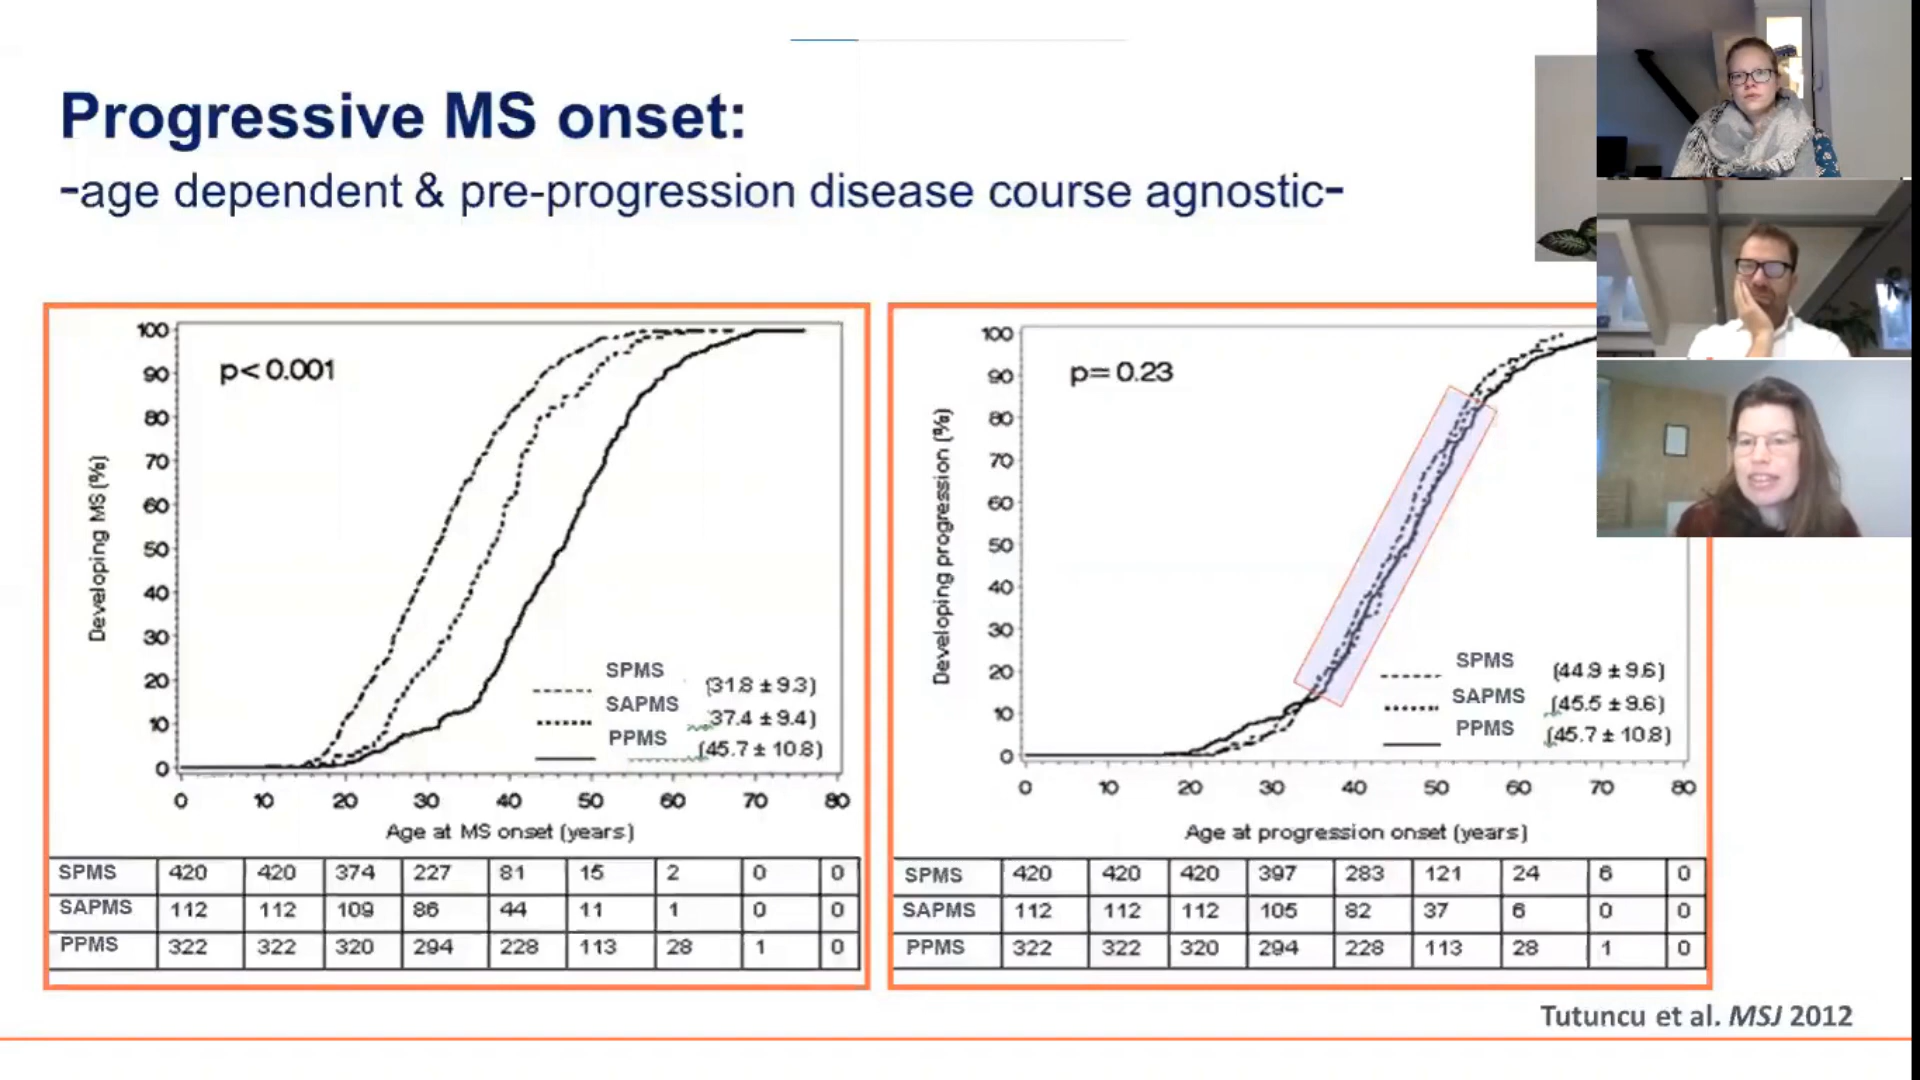 Progressive MS onset:
-age dependent & pre-progression disease course agnostic-
100
90
80
70
60
50
40
30
20
10
0
Developing MS (%)
p< 0.001
SPMS (31.8 ± 9.3)
SAPMS 37.4 ± 9.4)
PPMS (45.7 ± 10.8)
0 10 20 30 40 50 60 70 80
Age at MS onset (years)
SPMS 420 420 374 227 81 15 2 0 0
SAPMS 112 112 109 86 44 11 1 0 0
PPMS 322 322 320 294 228 113 28 1 0
100
90
80
70
60
50
40
30
20
10
0
Developing progression (%)
p= 0.23
SPMS (44.9 ± 9.6)
SAPMS (45.5 ± 9.6)
PPMS (45.7 ± 10.8)
0 10 20 30 40 50 60 70 80
Age at progression onset (years)
SPMS 420 420 420 397 283 121 24 6 0
SAPMS 112 112 112 105 82 37 6 0 0
PPMS 322 322 320 294 228 113 28 1 0
Tutuncu et al. MSJ 2012